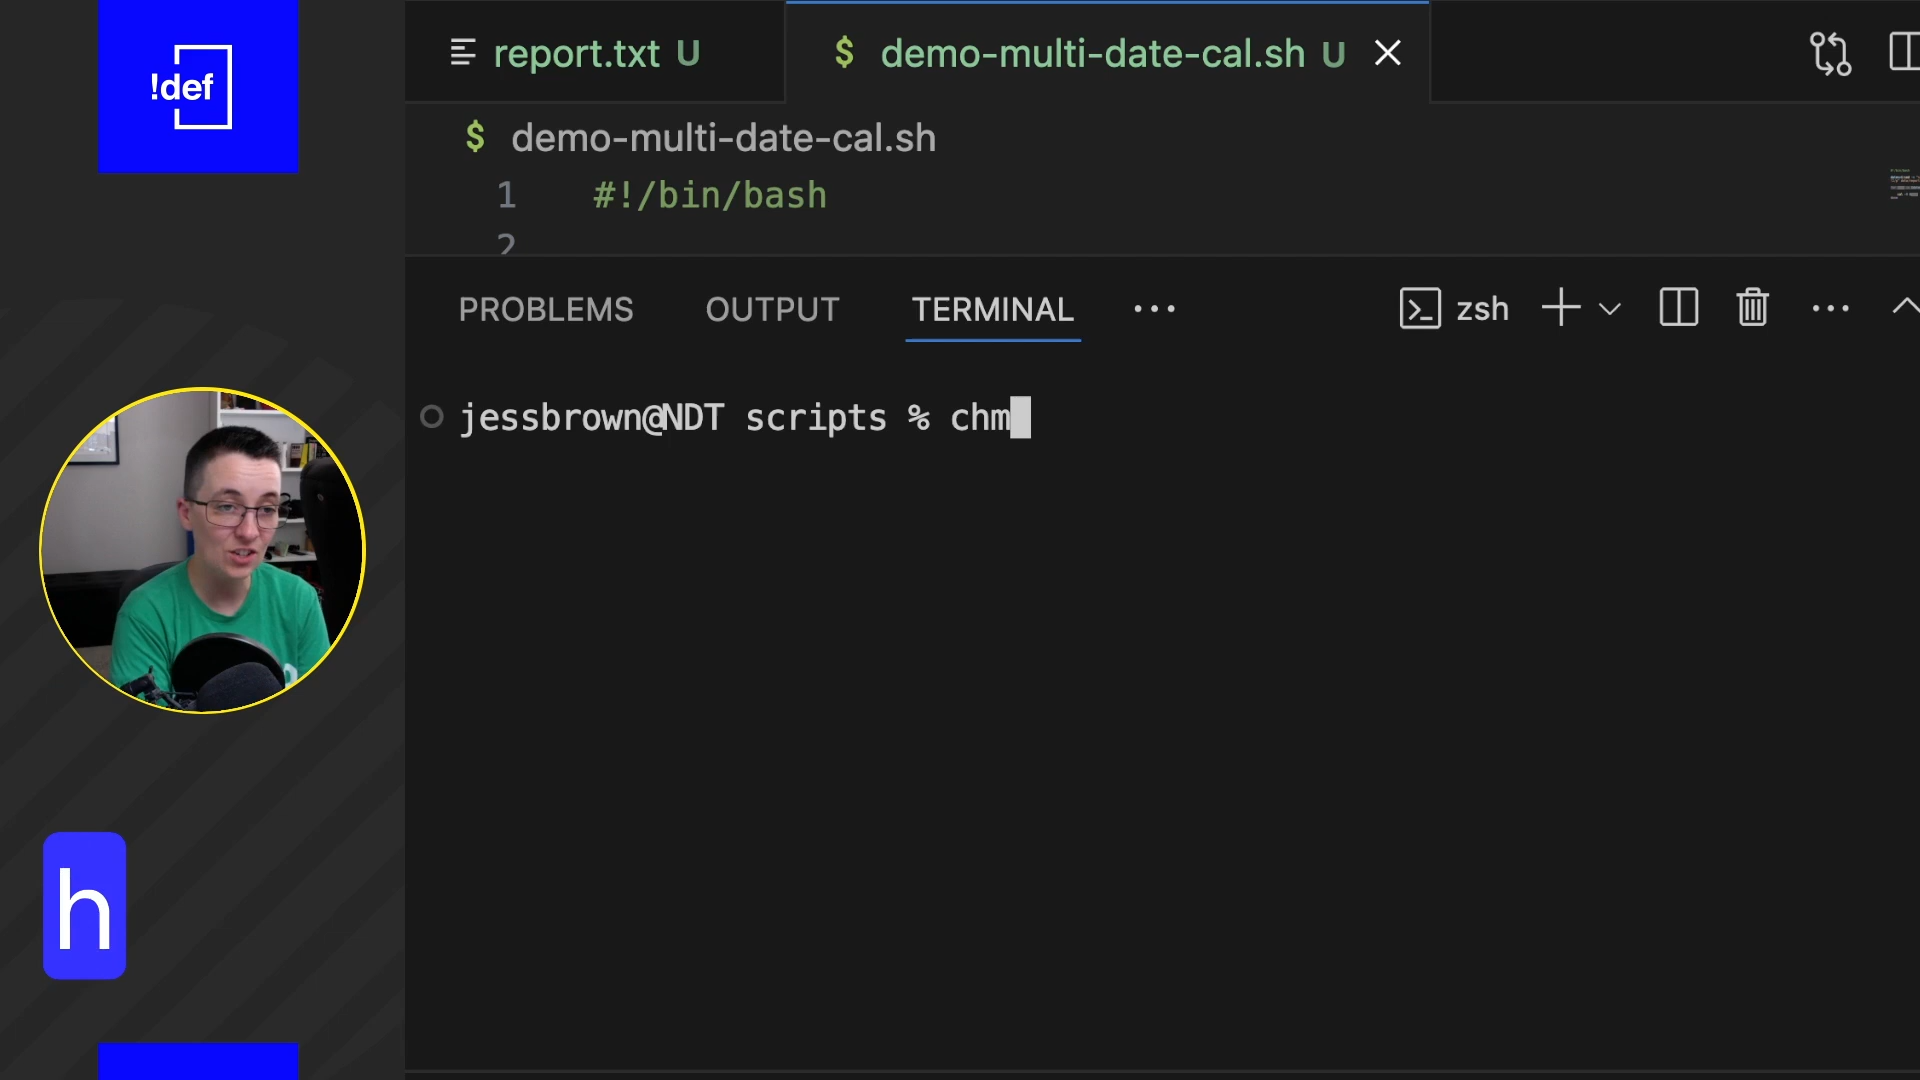 !def
report.txt U
$ demo-multi-date-cal.sh U
$ demo-multi-date-cal.sh
1 #!/bin/bash
2
PROBLEMS OUTPUT TERMINAL ... zsh
jessbrown@NDT scripts % chm
h